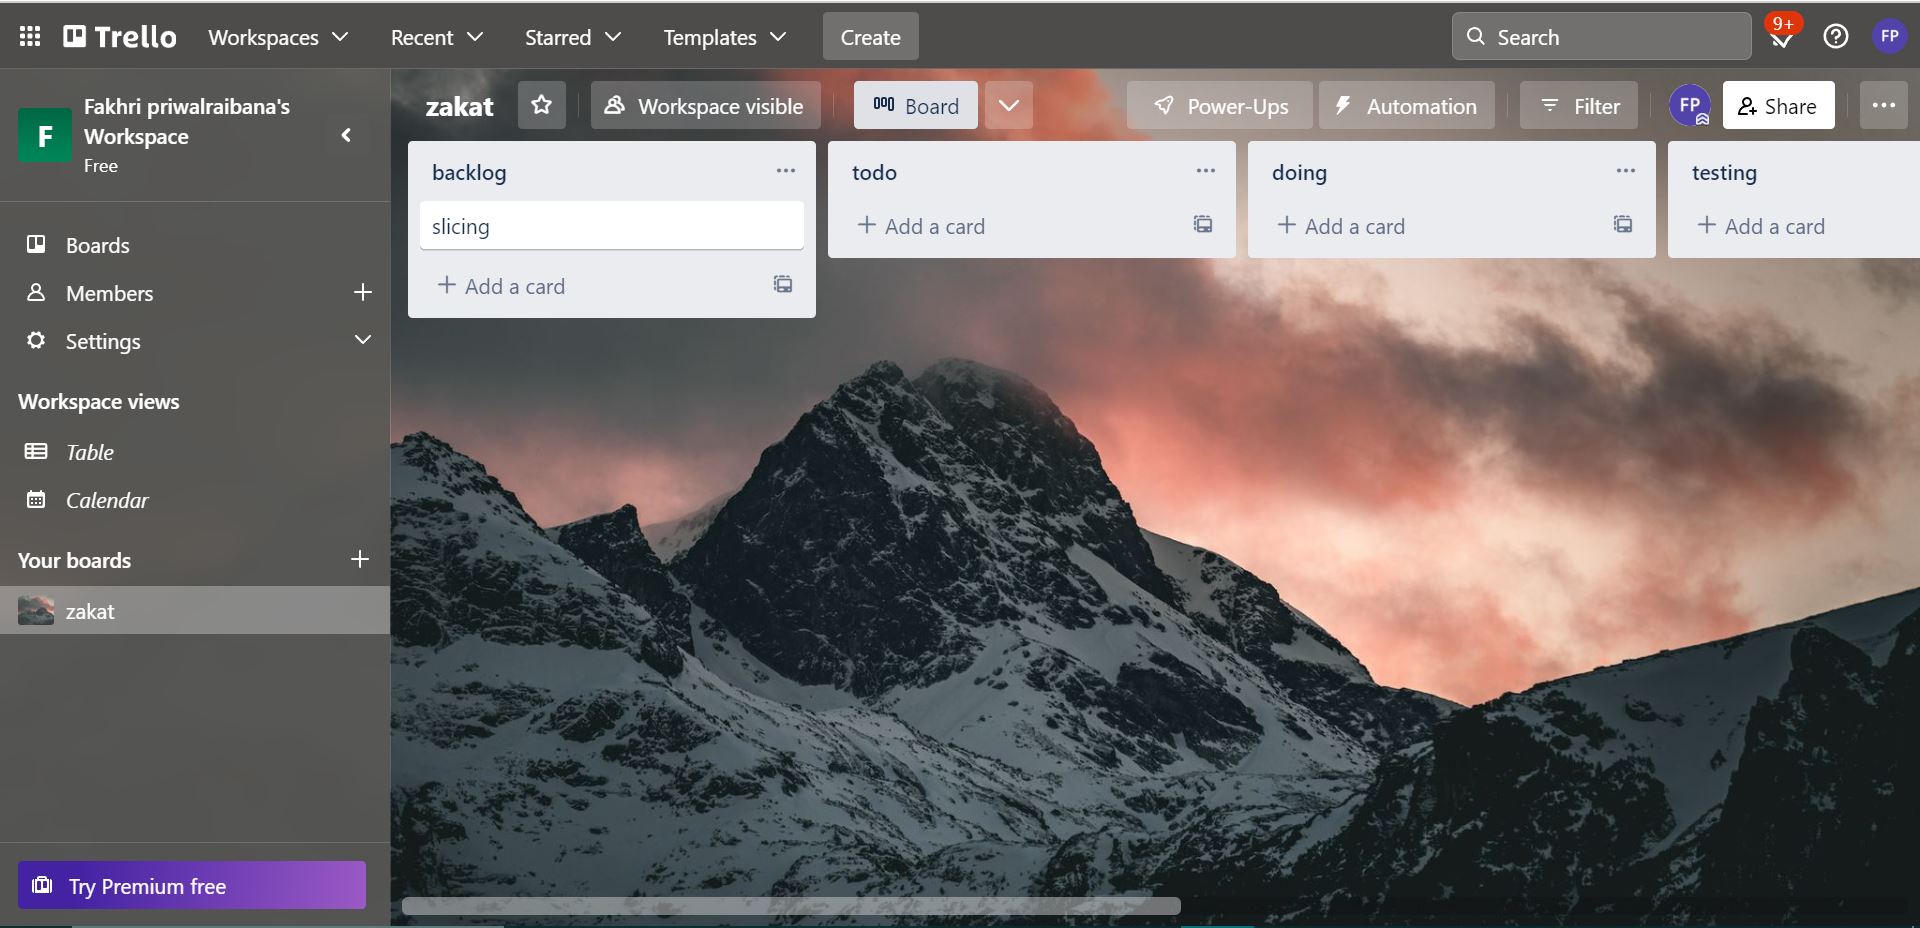 Trello Workspaces Recent Starred Templates Create Search 9+ FP
F Fakhri priwalraibana's
Workspace
Free
zakat Workspace visible Board Power-Ups Automation Filter FP Share
Boards
Members
Settings
Workspace views
Table
Calendar
Your boards
zakat
Try Premium free
backlog
slicing
Add a card
todo
Add a card
doing
Add a card
testing
Add a card